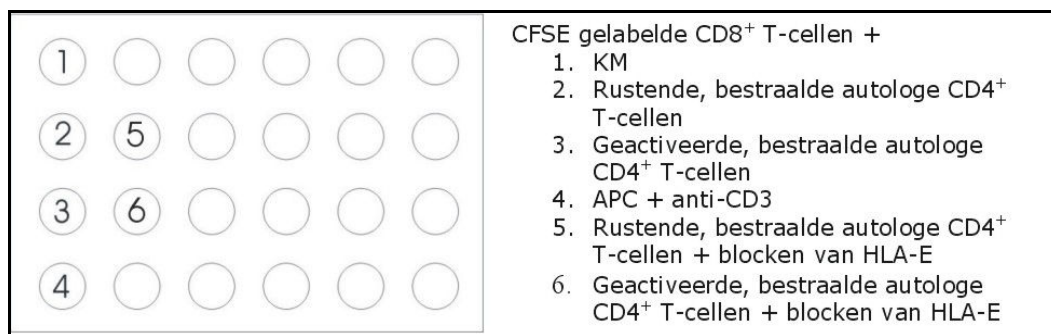 1
2 5
3 6
4
CFSE gelabelde CD8⁺ T-cellen +
1. KM
2. Rustende, bestraalde autologe CD4⁺
T-cellen
3. Geactiveerde, bestraalde autologe
CD4⁺ T-cellen
4. APC + anti-CD3
5. Rustende, bestraalde autologe CD4⁺
T-cellen + blocken van HLA-E
6. Geactiveerde, bestraalde autologe
CD4⁺ T-cellen + blocken van HLA-E